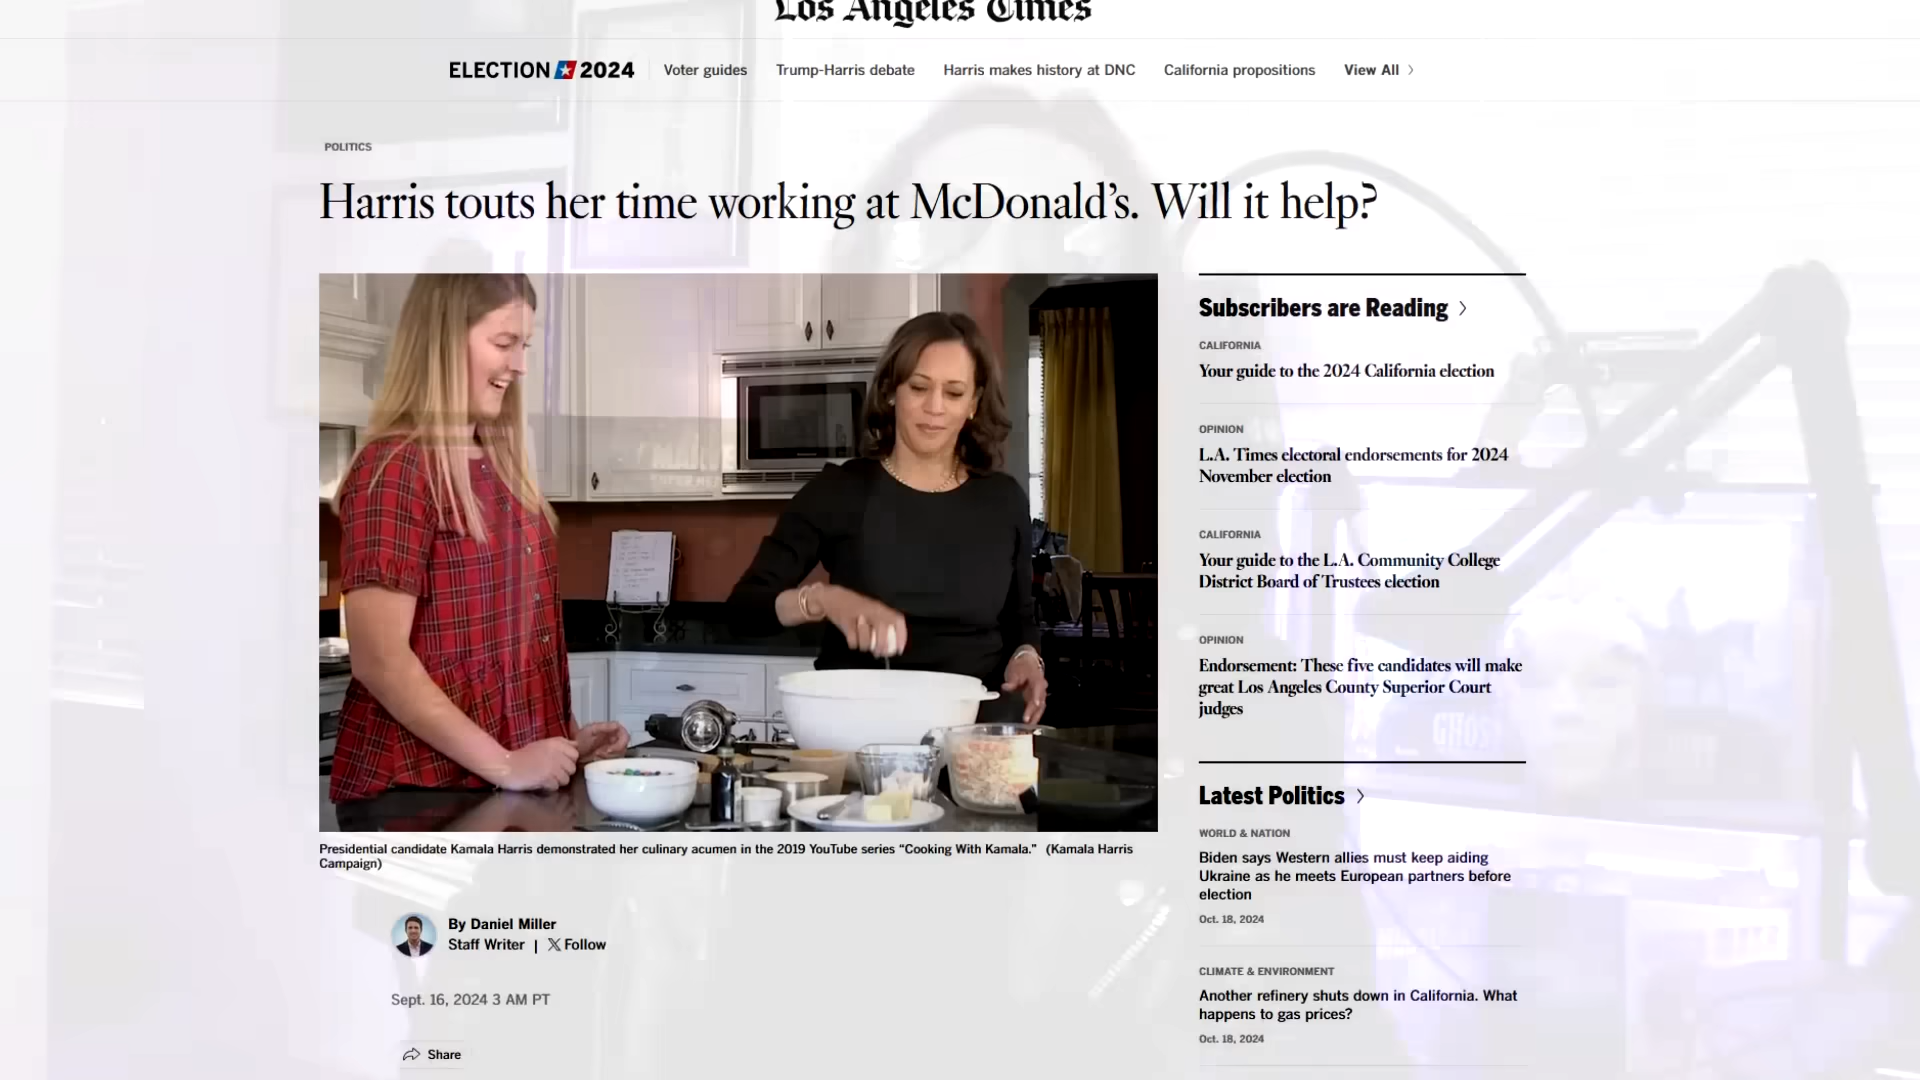 Los Angeles Times
ELECTION 2024
Voter guides
Trump-Harris debate
Harris makes history at DNC
California propositions
View All
POLITICS
Harris touts her time working at McDonald’s. Will it help?
Presidential candidate Kamala Harris demonstrated her culinary acumen in the 2019 YouTube series “Cooking With Kamala.” (Kamala Harris
Campaign)
By Daniel Miller
Staff Writer | X Follow
Sept. 16, 2024 3 AM PT
Share
Subscribers are Reading
CALIFORNIA
Your guide to the 2024 California election
OPINION
L.A. Times electoral endorsements for 2024
November election
CALIFORNIA
Your guide to the L.A. Community College
District Board of Trustees election
OPINION
Endorsement: These five candidates will make
great Los Angeles County Superior Court
judges
GHOST
Latest Politics
WORLD & NATION
Biden says Western allies must keep aiding
Ukraine as he meets European partners before
election
Oct. 18, 2024
CLIMATE & ENVIRONMENT
Another refinery shuts down in California. What
happens to gas prices?
Oct. 18, 2024